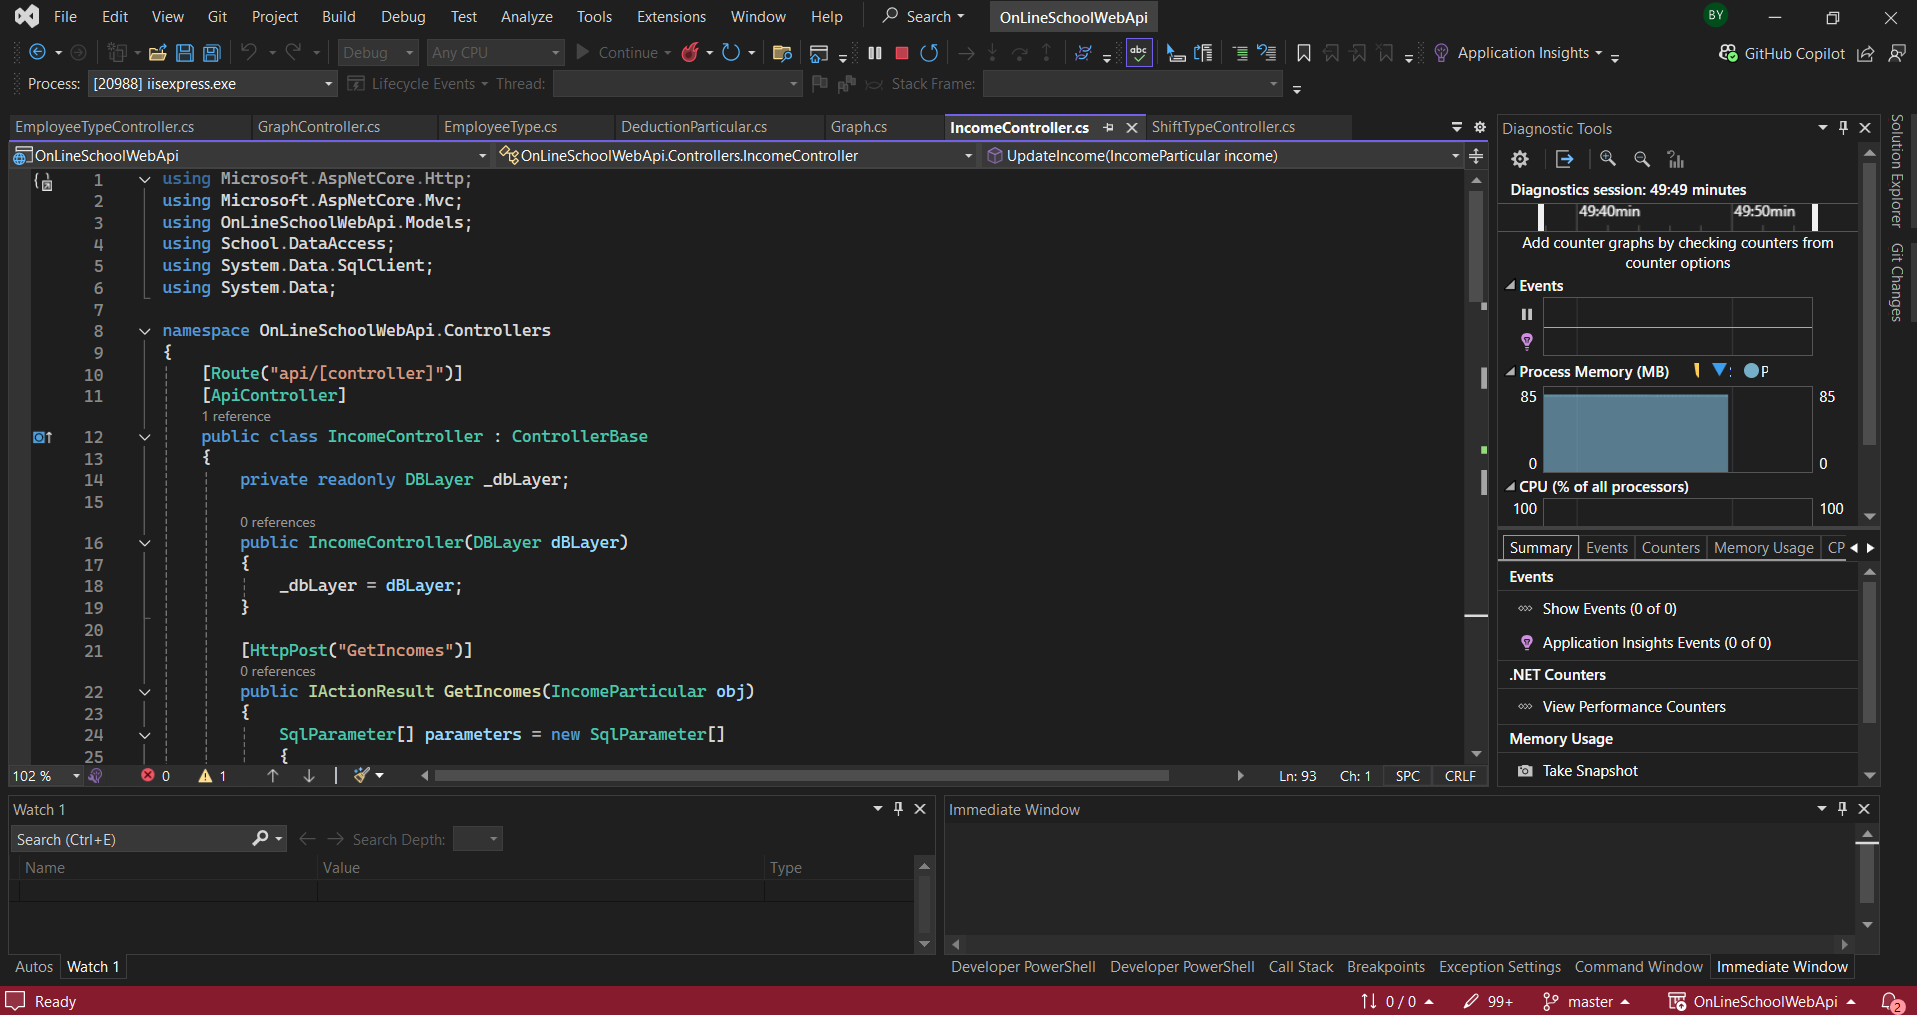 File Edit View Git Project Build Debug Test Analyze Tools Extensions Window Help Search OnLineSchoolWebApi BY
Debug Any CPU Continue abc Application Insights GitHub Copilot
Process: [20988] iisexpress.exe Lifecycle Events Thread: Stack Frame:
EmployeeTypeController.cs GraphController.cs EmployeeType.cs DeductionParticular.cs Graph.cs IncomeController.cs ShiftTypeController.cs
OnLineSchoolWebApi OnLineSchoolWebApi.Controllers.IncomeController UpdateIncome(IncomeParticular income)
1 using Microsoft.AspNetCore.Http;
2 using Microsoft.AspNetCore.Mvc;
3 using OnLineSchoolWebApi.Models;
4 using School.DataAccess;
5 using System.Data.SqlClient;
6 using System.Data;
7
8 namespace OnLineSchoolWebApi.Controllers
9 {
10 [Route("api/[controller]")]
11 [ApiController]
1 reference
12 public class IncomeController : ControllerBase
13 {
14 private readonly DBLayer _dbLayer;
15
0 references
16 public IncomeController(DBLayer dBLayer)
17 {
18 _dbLayer = dBLayer;
19 }
20
21 [HttpPost("GetIncomes")]
0 references
22 public IActionResult GetIncomes(IncomeParticular obj)
23 {
24 SqlParameter[] parameters = new SqlParameter[]
25 {
102 % 0 1 Ln: 93 Ch: 1 SPC CRLF
Diagnostic Tools
Diagnostics session: 49:49 minutes
49:40min 49:50min
Add counter graphs by checking counters from
counter options
Events
Process Memory (MB) P
85 85
0 0
CPU (% of all processors)
100 100
Summary Events Counters Memory Usage CP
Events
Show Events (0 of 0)
Application Insights Events (0 of 0)
.NET Counters
View Performance Counters
Memory Usage
Take Snapshot
Solution Explorer
Git Changes
Watch 1
Search (Ctrl+E) Search Depth:
Name Value Type
Autos Watch 1
Immediate Window
Developer PowerShell Developer PowerShell Call Stack Breakpoints Exception Settings Command Window Immediate Window
Ready 0 / 0 99+ master OnLineSchoolWebApi 2